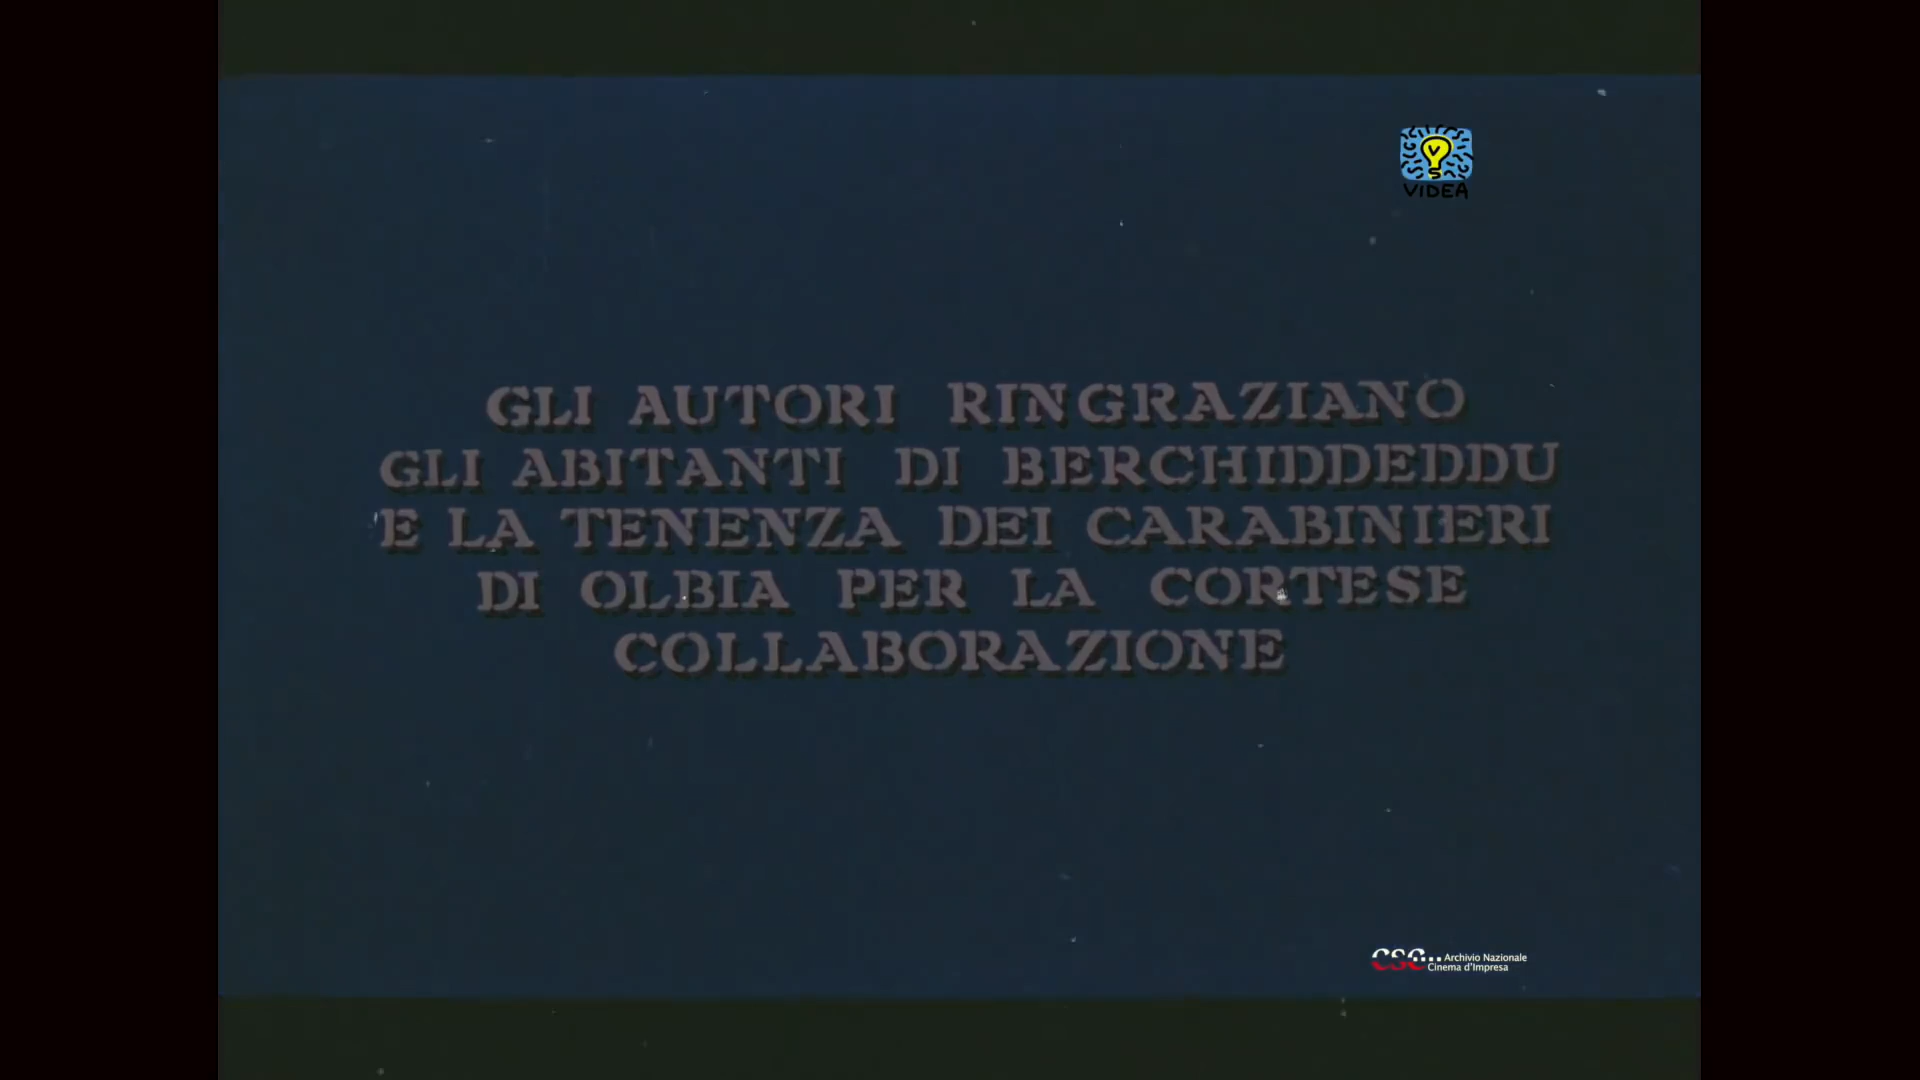 VIDEA
GLI AUTORI RINGRAZIANO
GLI ABITANTI DI BERCHIDDEDDU
E LA TENENZA DEI CARABINIERI
DI OLBIA PER LA CORTESE
COLLABORAZIONE
CSC... Archivio Nazionale
Cinema d'Impresa